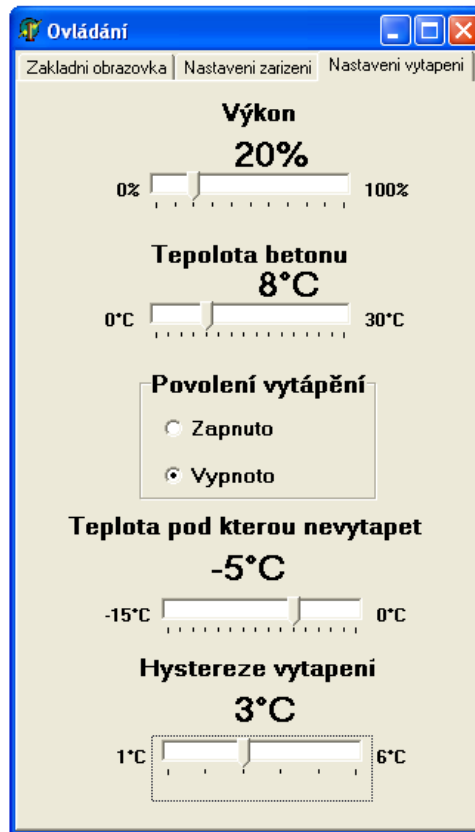 Ovládání
Zakladni obrazovka Nastaveni zarizeni Nastaveni vytapeni
Výkon
20%
0% 100%
Tepolota betonu
8°C
0°C 30°C
Povolení vytápění
Zapnuto
Vypnoto
Teplota pod kterou nevytapet
-5°C
-15°C 0°C
Hystereze vytapeni
3°C
1°C 6°C